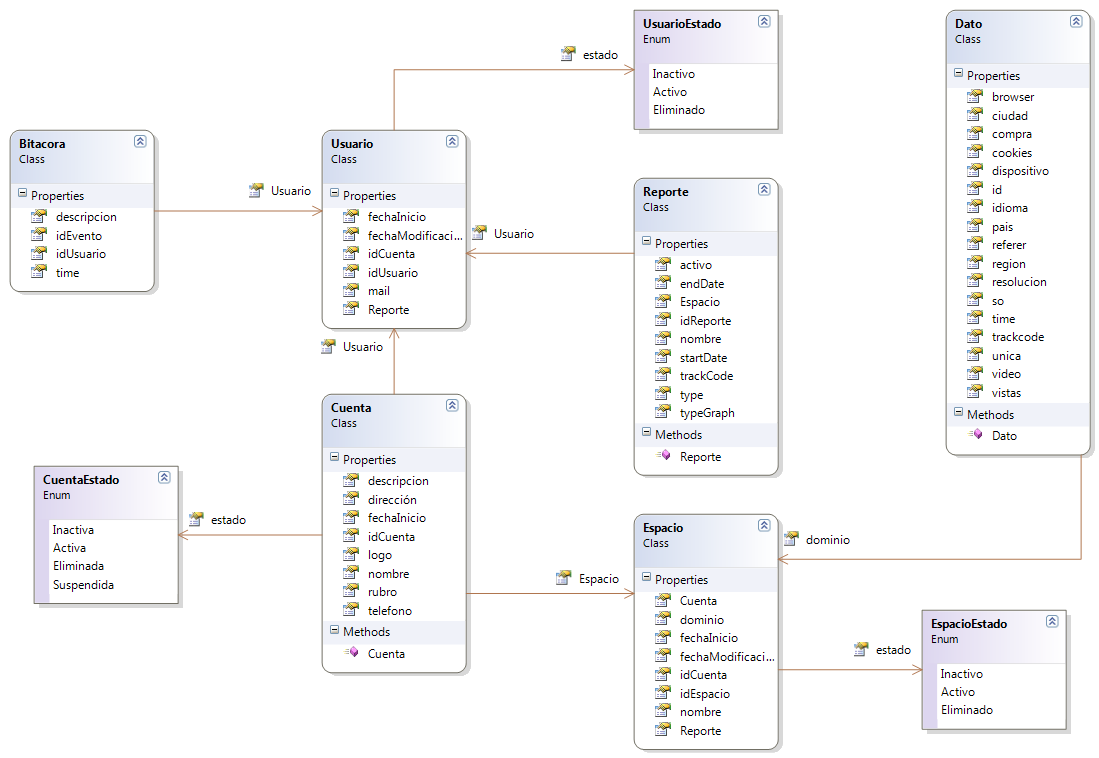 UsuarioEstado
Enum
Inactivo
Activo
Eliminado
estado
Dato
Class
Properties
browser
ciudad
compra
cookies
dispositivo
id
idioma
pais
referer
region
resolucion
so
time
trackcode
unica
video
vistas
Methods
Dato
Bitacora
Class
Properties
descripcion
idEvento
idUsuario
time
Usuario
Usuario
Class
Properties
fechaInicio
fechaModificaci...
idCuenta
idUsuario
mail
Reporte
Usuario
Reporte
Class
Properties
activo
endDate
Espacio
idReporte
nombre
startDate
trackCode
type
typeGraph
Methods
Reporte
Usuario
Cuenta
Class
Properties
descripcion
dirección
fechaInicio
idCuenta
logo
nombre
rubro
telefono
Methods
Cuenta
CuentaEstado
Enum
Inactiva
Activa
Eliminada
Suspendida
estado
Espacio
Espacio
Class
Properties
Cuenta
dominio
fechaInicio
fechaModificaci...
idCuenta
idEspacio
nombre
Reporte
dominio
estado
EspacioEstado
Enum
Inactivo
Activo
Eliminado